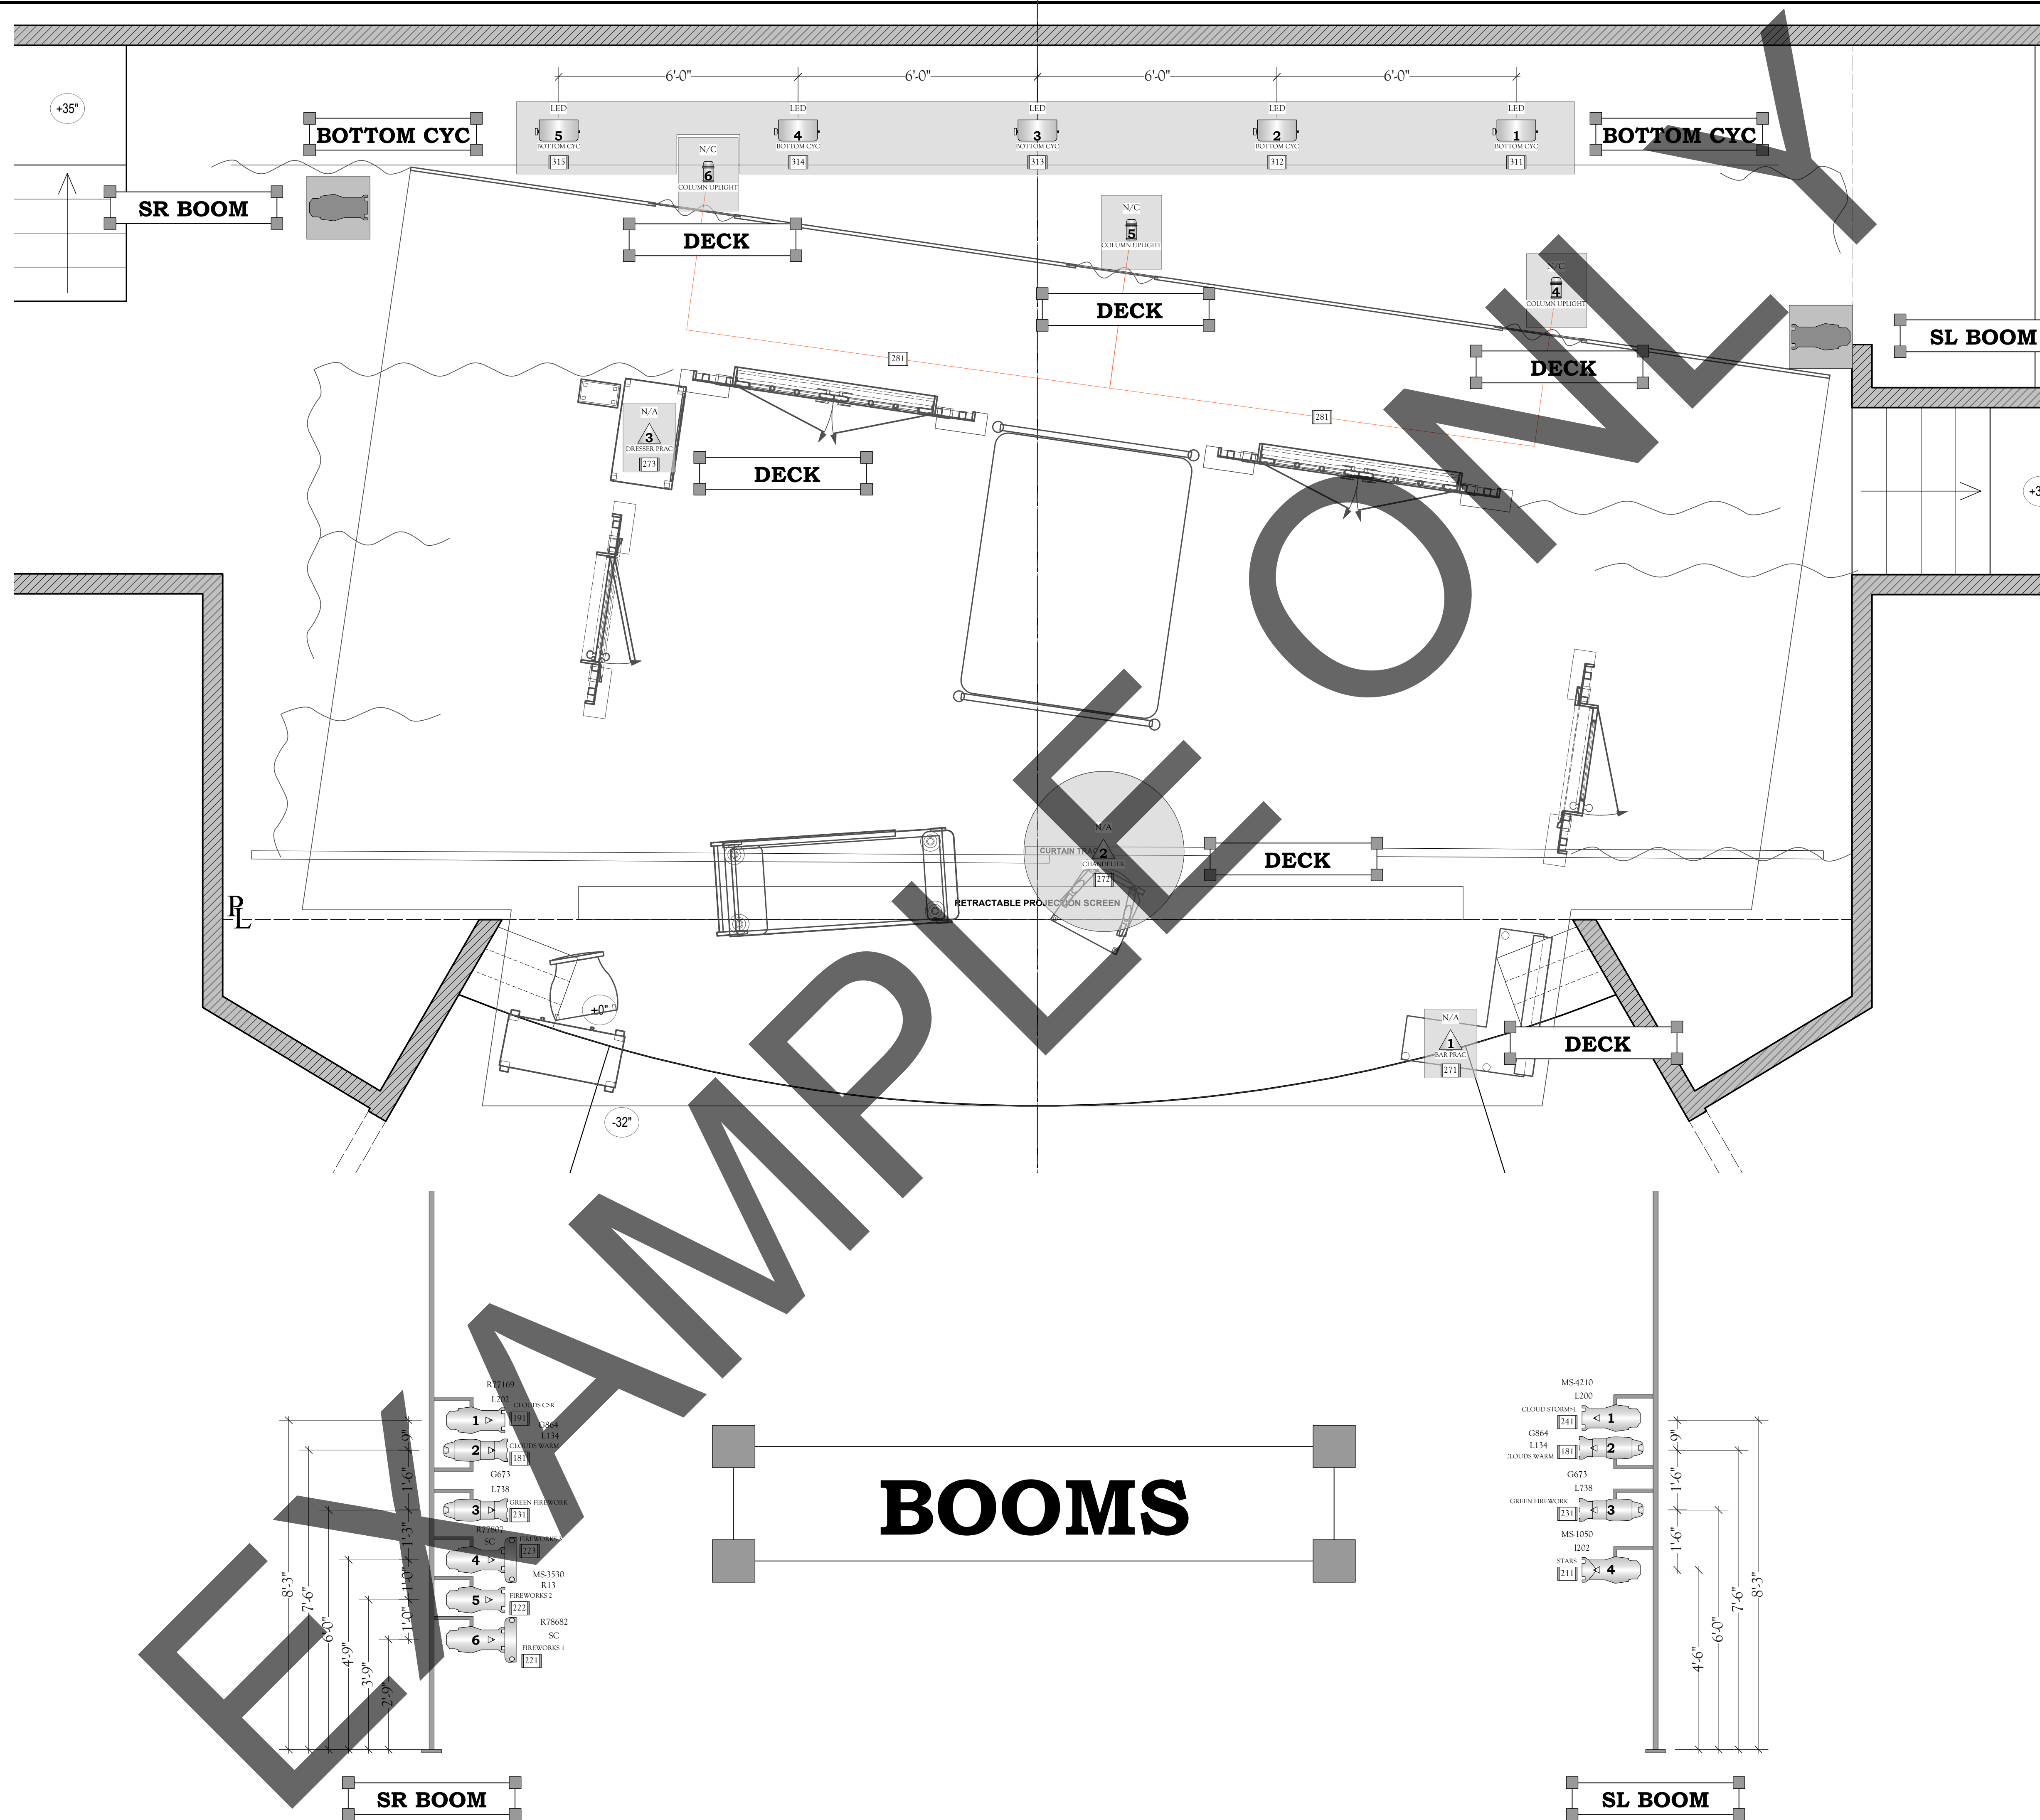 6'-0" 6'-0" 6'-0" 6'-0"
+35"
LED LED LED LED LED
BOTTOM CYC
5 4 3 2 1
BOTTOM CYC
BOTTOM CYC BOTTOM CYC BOTTOM CYC BOTTOM CYC BOTTOM CYC
315 314 313 312 311
N/C
6
COLUMN UPLIGHT
SR BOOM
DECK
N/C
5
COLUMN UPLIGHT
N/C
4
COLUMN UPLIGHT
DECK
SL BOOM
281
DECK
281
N/A
3
DRESSER PRAC
273
DECK
N/A
CURTAIN TRAC
2
CHANDELIER
272
DECK
RETRACTABLE PROJECTION SCREEN
PL
+0"
N/A
1
BAR PRAC
271
DECK
-32"
R77169
L202
CLOUDS C>R
1
191
G864
L134
2
CLOUDS WARM
181
G673
L738
3
GREEN FIREWORK
231
R77807
SC
FIREWORKS
4
223
MS-3530
R13
5
FIREWORKS 2
222
R78682
SC
6
FIREWORKS 1
221
9"
1'-6"
1'-3"
1'-0"
1'-0"
8'-3"
7'-6"
6'-0"
4'-9"
3'-9"
2'-9"
SR BOOM
BOOMS
MS-4210
L200
CLOUD STORM>L
1
241
G864
L134
2
CLOUDS WARM
181
G673
L738
GREEN FIREWORK
3
231
MS-1050
I202
STARS
4
211
9"
1'-6"
1'-6"
4'-6"
6'-0"
7'-6"
8'-3"
SL BOOM
EXAMPLE ONLY